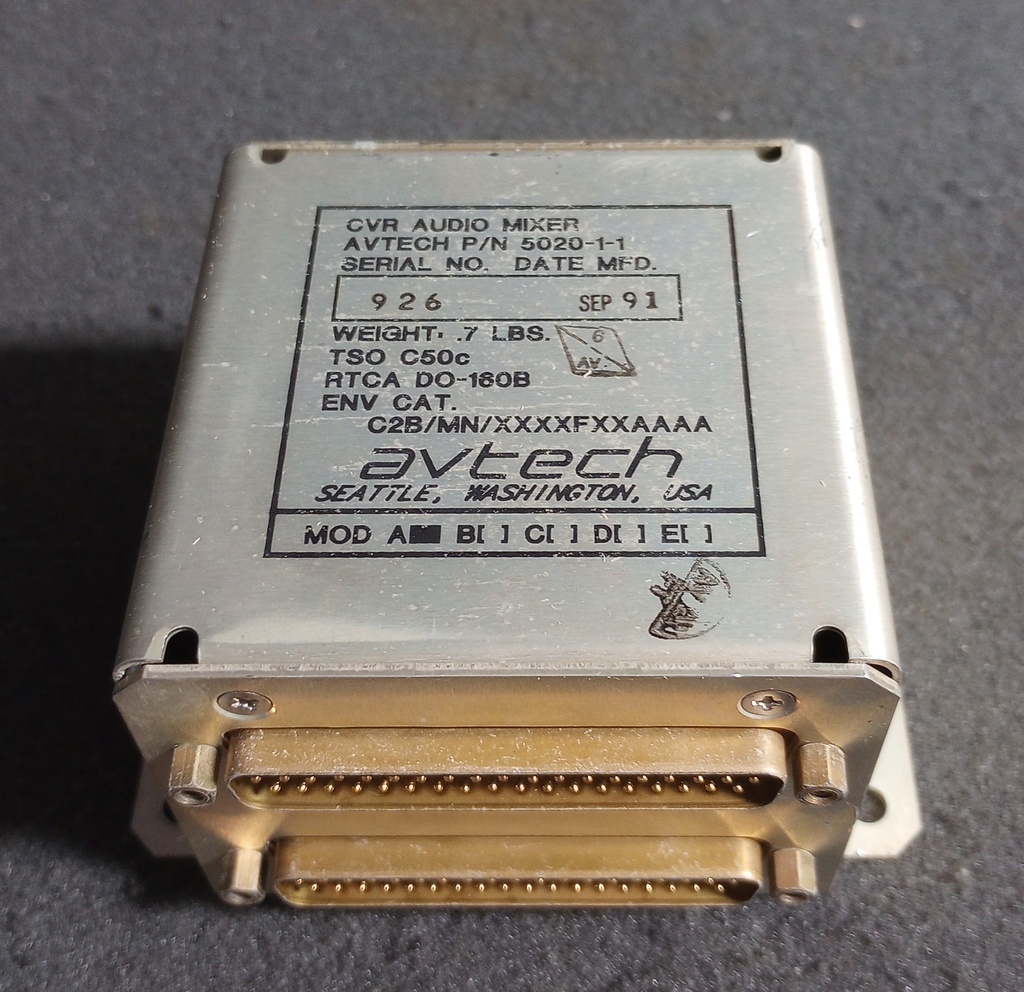 CVR AUDIO MIXER
AVTECH P/N 5020-1-1
SERIAL NO. DATE MFD.
926 SEP 91
WEIGHT: .7 LBS.
6
AV.
TSO C50c
RTCA DO-160B
ENV CAT.
C2B/MN/XXXXFXXAAAA
avtech
SEATTLE, WASHINGTON, USA
MOD A B[ ] C[ ] D[ ] E[ ]